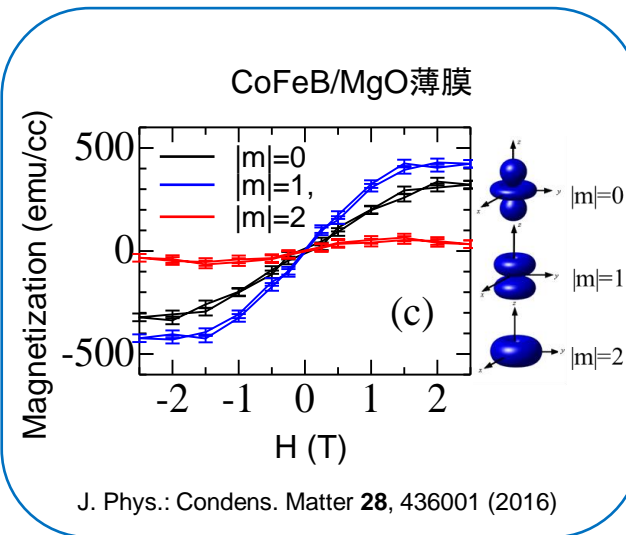 CoFeB/MgO薄膜
Magnetization (emu/cc)
500
0
-500
|m|=0
|m|=1,
|m|=2
(c)
-2 -1 0 1 2
H (T)
z
y
x
|m|=0
z
y
x
|m|=1
z
y
x
|m|=2
J. Phys.: Condens. Matter 28, 436001 (2016)